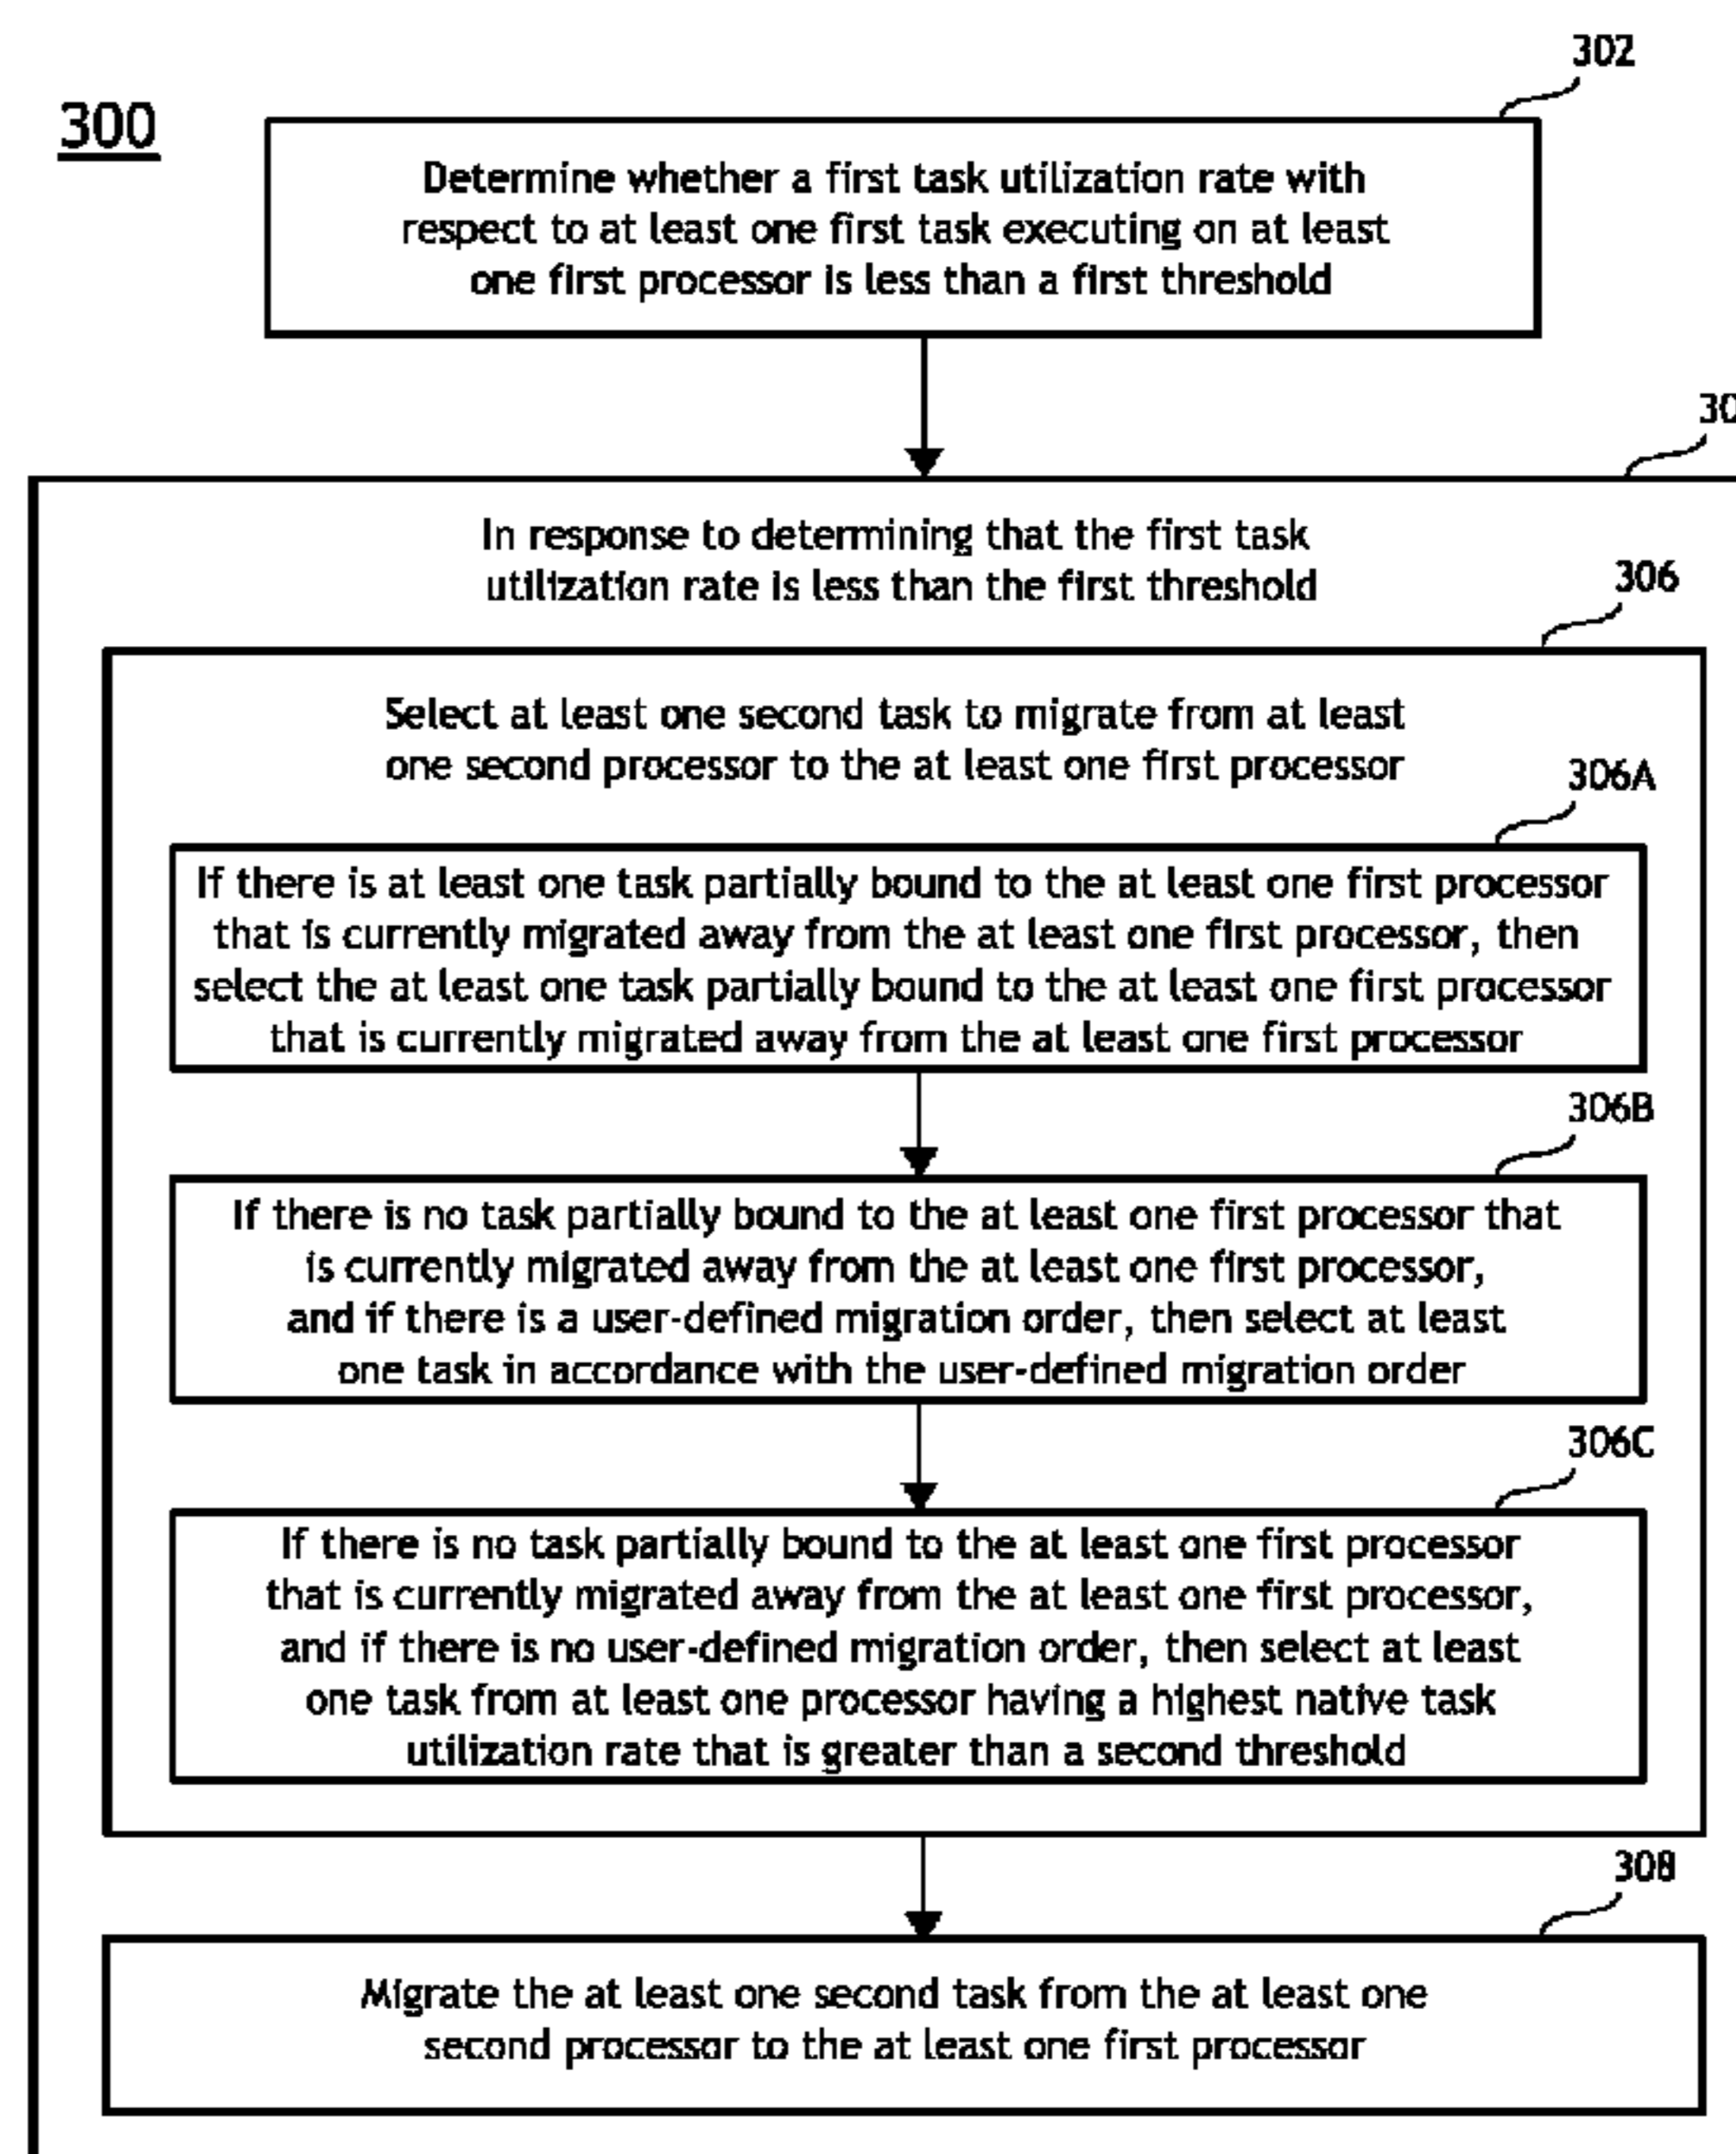 302
300
Determine whether a first task utilization rate with
respect to at least one first task executing on at least
one first processor is less than a first threshold
In response to determining that the first task
utilization rate is less than the first threshold
306
Select at least one second task to migrate from at least
one second processor to the at least one first processor
306A
If there is at least one task partially bound to the at least one first processor
that is currently migrated away from the at least one first processor, then
select the at least one task partially bound to the at least one first processor
that is currently migrated away from the at least one first processor
306B
If there is no task partially bound to the at least one first processor that
is currently migrated away from the at least one first processor,
and if there is a user-defined migration order, then select at least
one task in accordance with the user-defined migration order
306C
If there is no task partially bound to the at least one first processor
that is currently migrated away from the at least one first processor,
and if there is no user-defined migration order, then select at least
one task from at least one processor having a highest native task
utilization rate that is greater than a second threshold
308
Migrate the at least one second task from the at least one
second processor to the at least one first processor